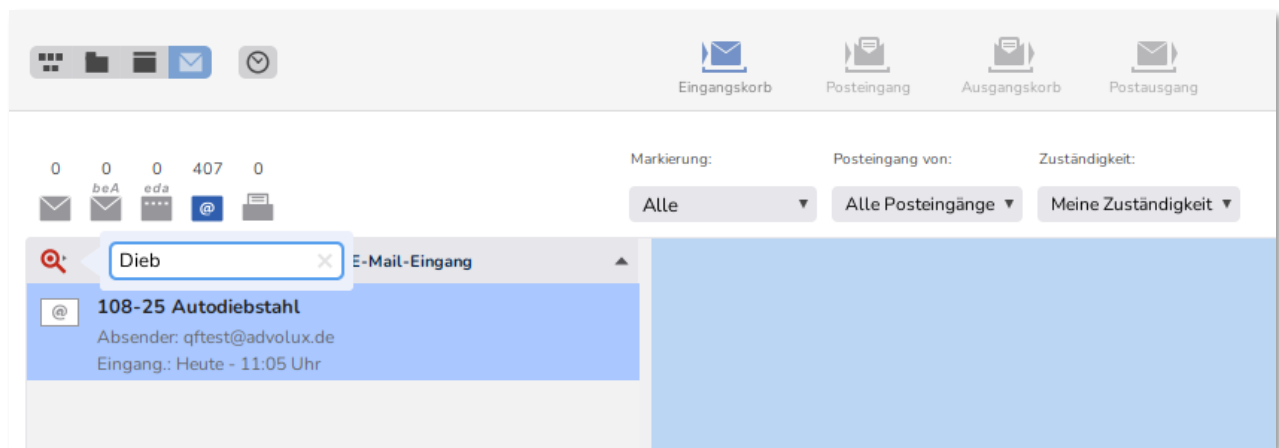 Eingangskorb Posteingang Ausgangskorb Postausgang
0 0 0 407 0
beA eda
@
Markierung: Posteingang von: Zuständigkeit:
Alle Alle Posteingänge Meine Zuständigkeit
Dieb E-Mail-Eingang
@ 108-25 Autodiebstahl
Absender: qftest@advolux.de
Eingang.: Heute - 11:05 Uhr